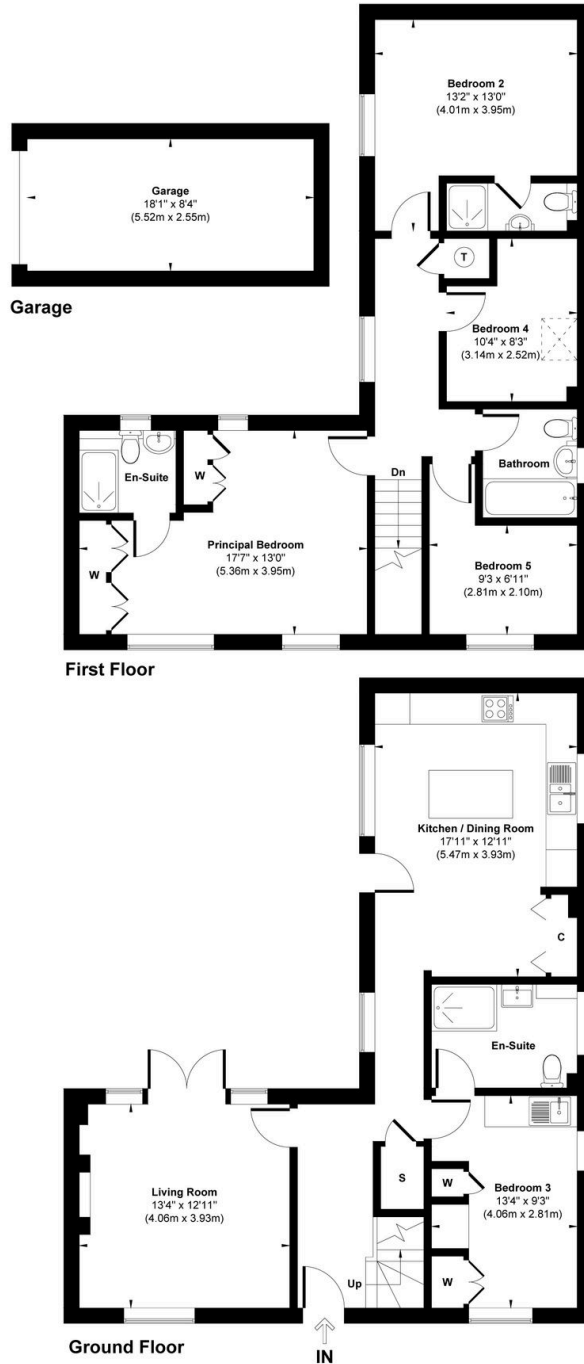 Bedroom 2
13'2" x 13'0"
(4.01m x 3.95m)
Garage
18'1" x 8'4"
(5.52m x 2.55m)
Garage
T
Bedroom 4
10'4" x 8'3"
(3.14m x 2.52m)
En-Suite
W
Bathroom
Dn
W
Principal Bedroom
17'7" x 13'0"
(5.36m x 3.95m)
Bedroom 5
9'3 x 6'11"
(2.81m x 2.10m)
First Floor
Kitchen / Dining Room
17'11" x 12'11"
(5.47m x 3.93m)
C
En-Suite
Living Room
13'4" x 12'11"
(4.06m x 3.93m)
S
W
Bedroom 3
13'4" x 9'3"
(4.06m x 2.81m)
Up
W
Ground Floor
IN